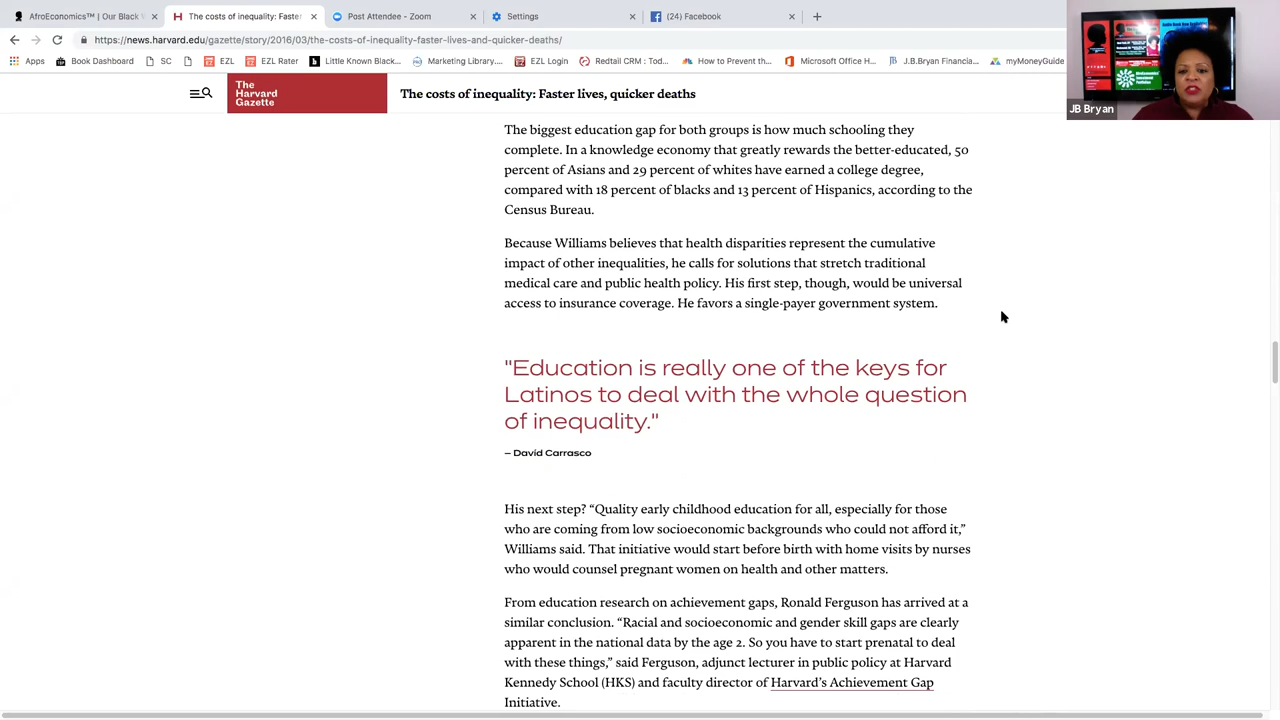 AfroEconomics™ | Our Black W
The costs of inequality: Faster
Post Attendee - Zoom
Settings
(24) Facebook
https://news.harvard.edu/gazette/story/2016/03/the-costs-of-inequality-faster-lives-and-quicker-deaths/
Apps
Book Dashboard
SC
EZL
EZL Rater
Little Known Black...
Marketing Library....
EZL Login
Redtail CRM : Tod...
How to Prevent th...
Microsoft Office H...
J.B.Bryan Financia...
myMoneyGuide
JB Bryan
The
Harvard
Gazette
The costs of inequality: Faster lives, quicker deaths
The biggest education gap for both groups is how much schooling they
complete. In a knowledge economy that greatly rewards the better-educated, 50
percent of Asians and 29 percent of whites have earned a college degree,
compared with 18 percent of blacks and 13 percent of Hispanics, according to the
Census Bureau.
Because Williams believes that health disparities represent the cumulative
impact of other inequalities, he calls for solutions that stretch traditional
medical care and public health policy. His first step, though, would be universal
access to insurance coverage. He favors a single-payer government system.
"Education is really one of the keys for
Latinos to deal with the whole question
of inequality."
– Davíd Carrasco
His next step? “Quality early childhood education for all, especially for those
who are coming from low socioeconomic backgrounds who could not afford it,”
Williams said. That initiative would start before birth with home visits by nurses
who would counsel pregnant women on health and other matters.
From education research on achievement gaps, Ronald Ferguson has arrived at a
similar conclusion. “Racial and socioeconomic and gender skill gaps are clearly
apparent in the national data by the age 2. So you have to start prenatal to deal
with these things,” said Ferguson, adjunct lecturer in public policy at Harvard
Kennedy School (HKS) and faculty director of Harvard’s Achievement Gap
Initiative.